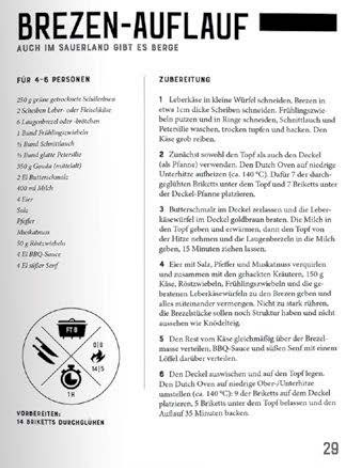 BREZEN-AUFLAUF
AUCH IM SAUERLAND GIBT ES BERGE
FÜR 4-6 PERSONEN
250 g grüne getrocknete
2 Scheiben Leber- oder Fleischkäse
6 Laugenbrezel oder -brötchen
1 Bund Frühlingszwiebeln
½ Bund Schnittlauch
½ Bund glatte Petersilie
350 g Gouda (mittelalt)
2 El Butterschmalz
400 ml Milch
4 Eier
Salz
Pfeffer
Muskatnuss
50 g Röstzwiebeln
4 El BBQ-Sauce
4 El süßer Senf
FT 6
0|8
14|5
1 H
VORBEREITEN:
14 BRIKETTS DURCHGLÜHEN
ZUBEREITUNG
1 Leberkäse in kleine Würfel schneiden, Brezen in
etwa 1cm dicke Scheiben schneiden. Frühlingszwie-
beln putzen und in Ringe schneiden, Schnittlauch und
Petersilie waschen, trocken tupfen und hacken. Den
Käse grob reiben.
2 Zunächst sowohl den Topf als auch den Deckel
(als Pfanne) verwenden. Den Dutch Oven auf niedrige
Unterhitze aufheizen (ca. 140 °C). Dafür 7 der durch-
geglühten Briketts unter dem Topf und 7 Briketts unter
der Deckel-Pfanne platzieren.
3 Butterschmalz im Deckel zerlassen und die Leber-
käsewürfel im Deckel goldbraun braten. Die Milch in
den Topf geben und erwärmen, dann den Topf von
der Hitze nehmen und die Laugenbrezeln in die Milch
geben, 15 Minuten ziehen lassen.
4 Eier mit Salz, Pfeffer und Muskatnuss verquirlen
und zusammen mit den gehackten Kräutern, 150 g
Käse, Röstzwiebeln, Frühlingszwiebeln und die ge-
bratenen Leberkäsewürfeln zu den Brezen geben und
alles miteinander vermengen. Nicht zu stark rühren,
die Brezelstücke sollen noch Struktur haben und nicht
aussehen wie Knödelteig.
5 Den Rest vom Käse gleichmäßig über der Brezel-
masse verteilen, BBQ-Sauce und süßen Senf mit einem
Löffel darüber verteilen.
6 Den Deckel auswischen und auf den Topf legen.
Den Dutch Oven auf niedrige Ober-/Unterhitze
umstellen (ca. 140 °C): 9 der Briketts auf dem Deckel
platzieren, 5 Briketts unter dem Topf belassen und den
Auflauf 35 Minuten backen.
29